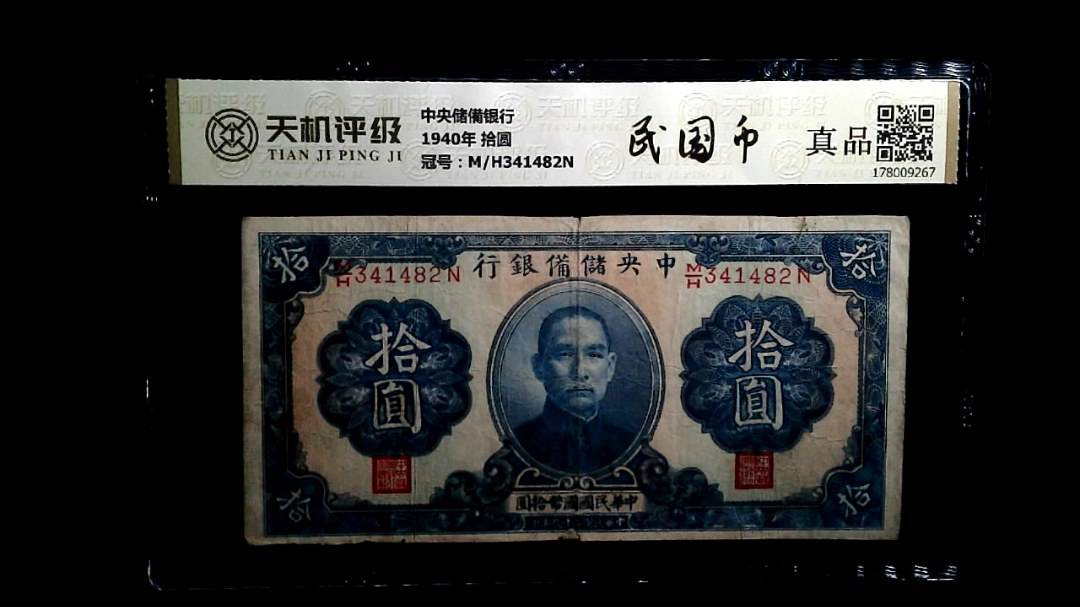 天机评级
TIAN JI PING JI
中央储備银行
1940年 拾圆
冠号：M/H341482N
民国币
真品
178009267
拾
拾
行銀備儲央中
M/H341482N
M/H341482N
拾圓
拾圓
圓拾幣國國民華中
拾
拾